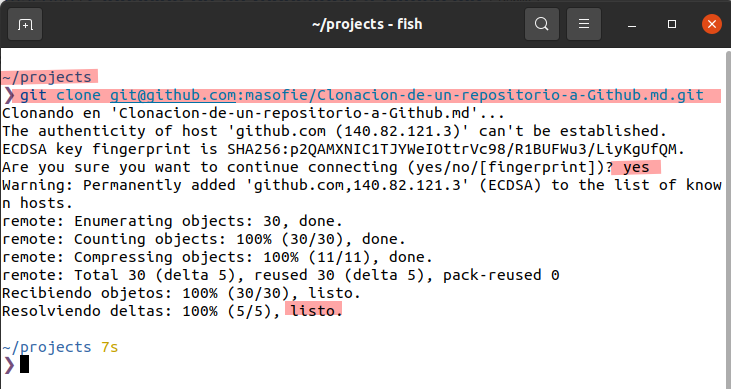 ~/projects - fish
~/projects
❯ git clone git@github.com:masofie/Clonacion-de-un-repositorio-a-Github.md.git
Clonando en 'Clonacion-de-un-repositorio-a-Github.md'...
The authenticity of host 'github.com (140.82.121.3)' can't be established.
ECDSA key fingerprint is SHA256:p2QAMXNIC1TJYWeIOttrVc98/R1BUFWu3/LiyKgUfQM.
Are you sure you want to continue connecting (yes/no/[fingerprint])? yes
Warning: Permanently added 'github.com,140.82.121.3' (ECDSA) to the list of know
n hosts.
remote: Enumerating objects: 30, done.
remote: Counting objects: 100% (30/30), done.
remote: Compressing objects: 100% (11/11), done.
remote: Total 30 (delta 5), reused 30 (delta 5), pack-reused 0
Recibiendo objetos: 100% (30/30), listo.
Resolviendo deltas: 100% (5/5), listo.
~/projects 7s
❯